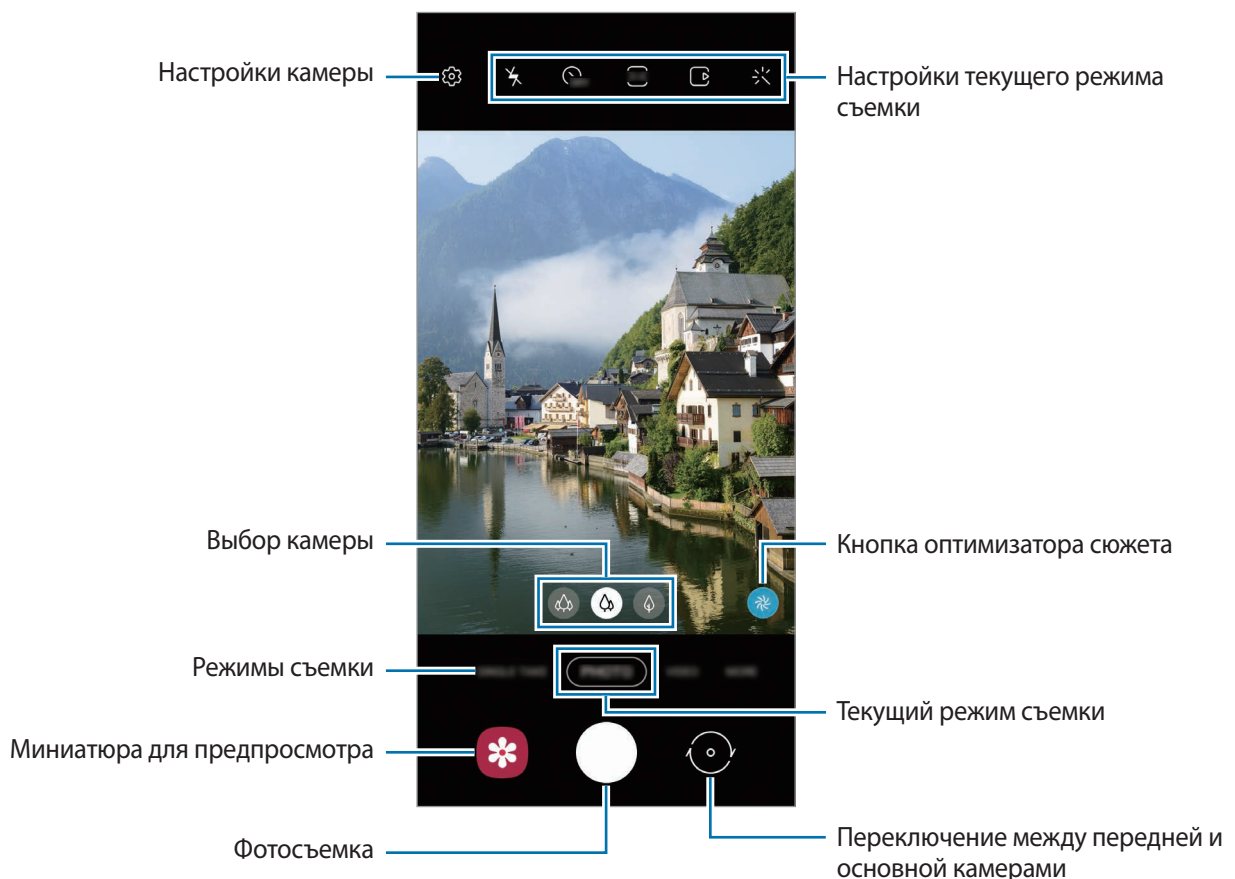 Настройки камеры
Настройки текущего режима
съемки
Выбор камеры
Кнопка оптимизатора сюжета
Режимы съемки
PHOTO
Текущий режим съемки
Миниатюра для предпросмотра
Фотосъемка
Переключение между передней и
основной камерами